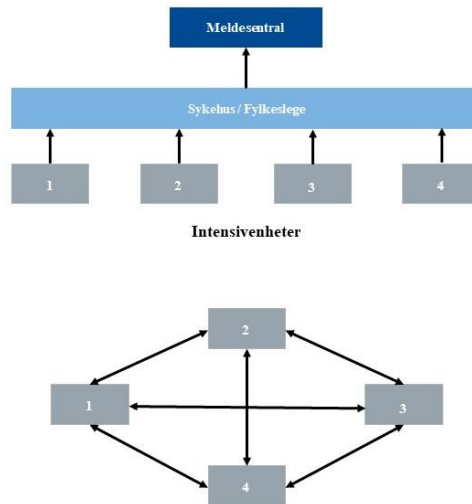 Meldesentral
Sykehus / Fylkeslege
1 2 3 4
Intensivenheter
2
1 3
4